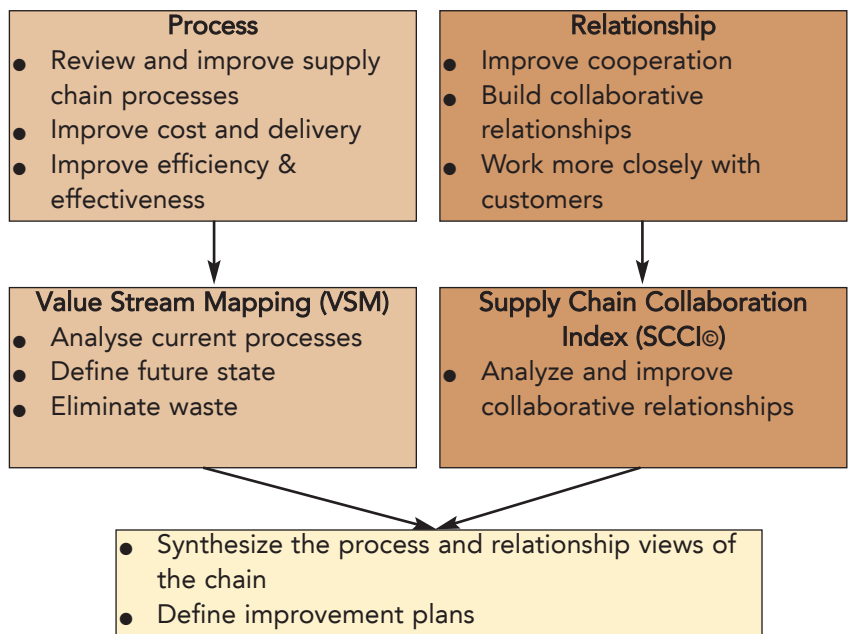 Process
● Review and improve supply
chain processes
● Improve cost and delivery
● Improve efficiency &
effectiveness
Relationship
● Improve cooperation
● Build collaborative
relationships
● Work more closely with
customers
Value Stream Mapping (VSM)
● Analyse current processes
● Define future state
● Eliminate waste
Supply Chain Collaboration
Index (SCCI©)
● Analyze and improve
collaborative relationships
● Synthesize the process and relationship views of
the chain
● Define improvement plans